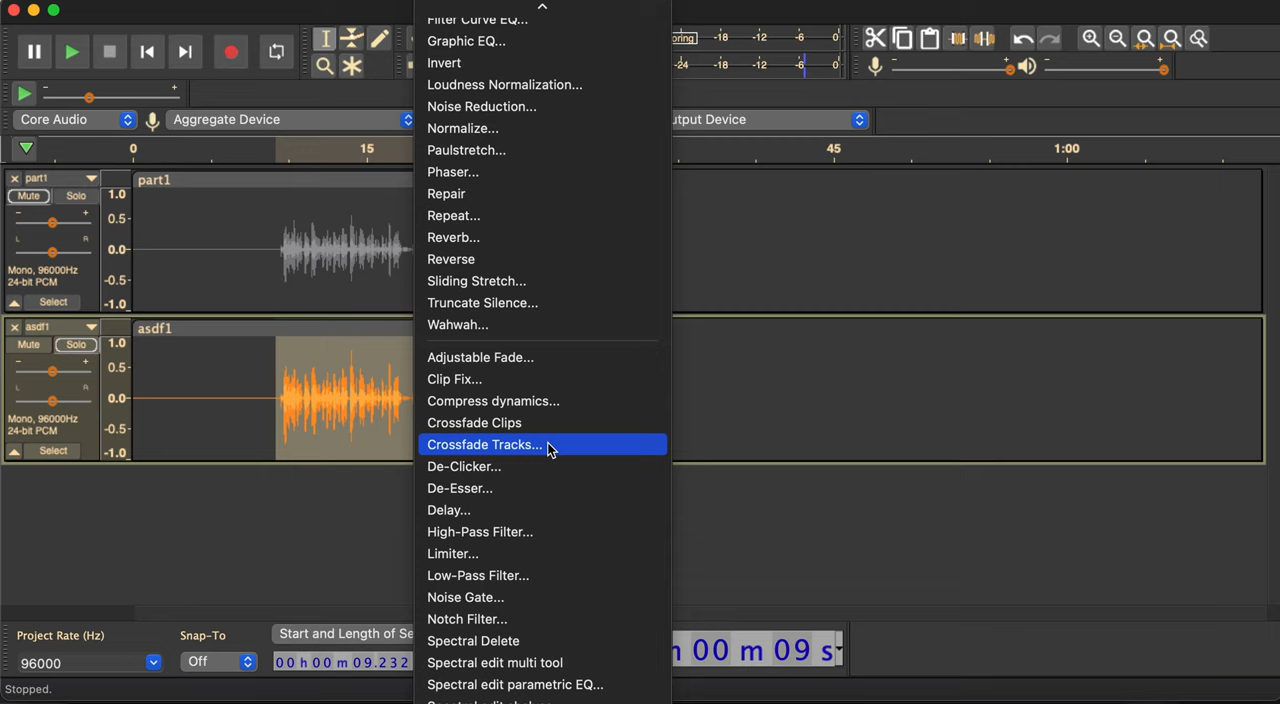 Filter Curve EQ...
Graphic EQ...
Invert
Loudness Normalization...
Noise Reduction...
Normalize...
Paulstretch...
Phaser...
Repair
Repeat...
Reverb...
Reverse
Sliding Stretch...
Truncate Silence...
Wahwah...
Adjustable Fade...
Clip Fix...
Compress dynamics...
Crossfade Clips
Crossfade Tracks...
De-Clicker...
De-Esser...
Delay...
High-Pass Filter...
Limiter...
Low-Pass Filter...
Noise Gate...
Notch Filter...
Spectral Delete
Spectral edit multi tool
Spectral edit parametric EQ...
-18 -12 -6 0
-24 -18 -12 -6 0
Core Audio
Aggregate Device
utput Device
0 15 45 1:00
part1
Mute Solo
- +
L R
Mono, 96000Hz
24-bit PCM
Select
1.0
0.5-
0.0-
-0.5-
-1.0
part1
asdf1
Mute Solo
- +
L R
Mono, 96000Hz
24-bit PCM
Select
1.0
0.5-
0.0-
-0.5-
-1.0
asdf1
Project Rate (Hz)
96000
Snap-To
Off
Start and Length of Se
00 h 00 m 09.232
h 00 m 09 s
Stopped.